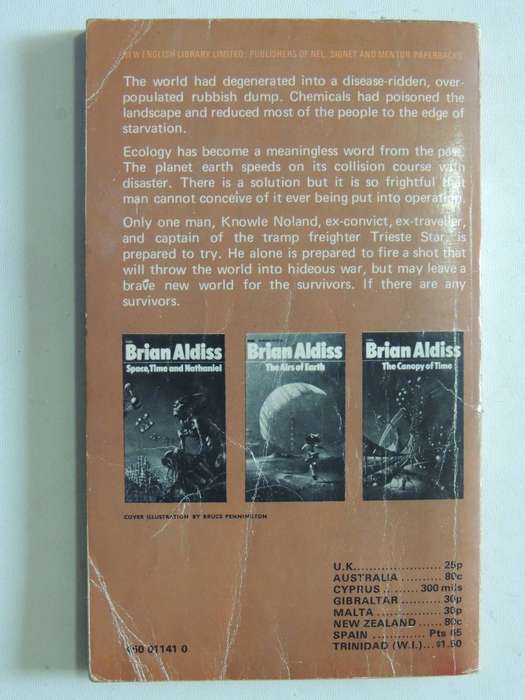 NEW ENGLISH LIBRARY LIMITED: PUBLISHERS OF NEL, SIGNET AND MENTOR PAPERBACKS
The world had degenerated into a disease-ridden, over-
populated rubbish dump. Chemicals had poisoned the
landscape and reduced most of the people to the edge of
starvation.
Ecology has become a meaningless word from the past.
The planet earth speeds on its collision course with
disaster. There is a solution but it is so frightful that
man cannot conceive of it ever being put into operation.
Only one man, Knowle Noland, ex-convict, ex-traveller,
and captain of the tramp freighter Trieste Star, is
prepared to try. He alone is prepared to fire a shot that
will throw the world into hideous war, but may leave a
brave new world for the survivors. If there are any
survivors.
Brian Aldiss
Space, Time and Nathaniel
Brian Aldiss
The Airs of Earth
Brian Aldiss
The Canopy of Time
COVER ILLUSTRATION BY BRUCE PENNINGTON
U.K....................... 25p
AUSTRALIA .......... 80c
CYPRUS ......... 300 mils
GIBRALTAR .......... 30p
MALTA ................ 30p
NEW ZEALAND ...... 80c
SPAIN ............. Pts 65
TRINIDAD (W.I.)... $1.50
450 01141 0